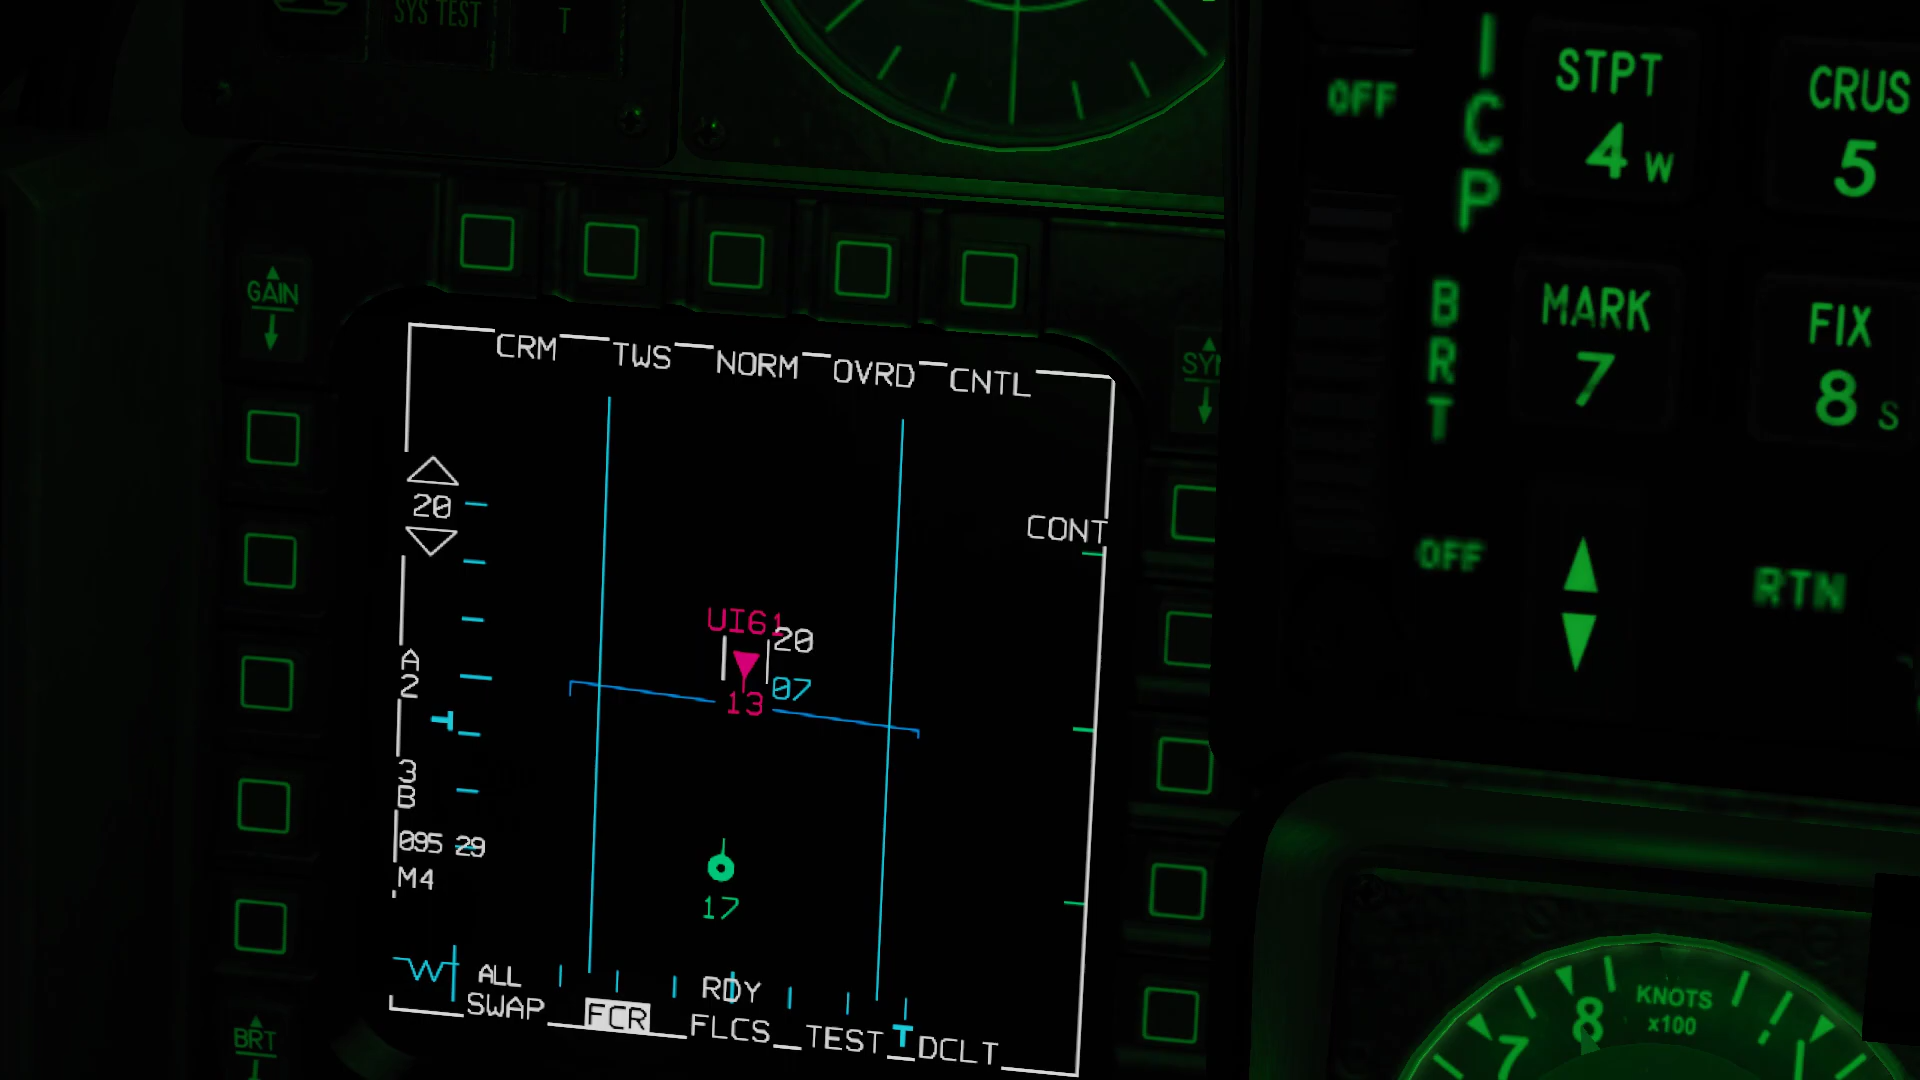 SYS TEST
T
OFF
I
C
P
STPT
4 W
CRUS
5
GAIN
SYM
B
R
T
MARK
7
FIX
8 S
CRM TWS NORM OVRD CNTL
20
CONT
OFF
RTN
UI61
20
07
13
A
2
3
B
095 29
M4
17
W
ALL
RDY
SWAP FCR FLCS TEST T DCLT
BRT
KNOTS
x100
8
7